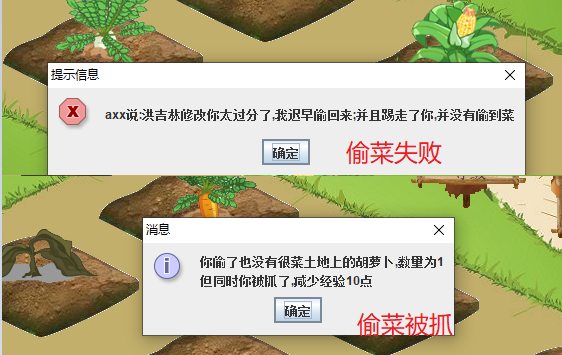 提示信息
axx说:洪吉林修改你太过分了,我迟早偷回来;并且踢走了你,并没有偷到菜
确定
偷菜失败
消息
你偷了也没有很菜土地上的胡萝卜,数量为1
但同时你被抓了,减少经验10点
确定
偷菜被抓